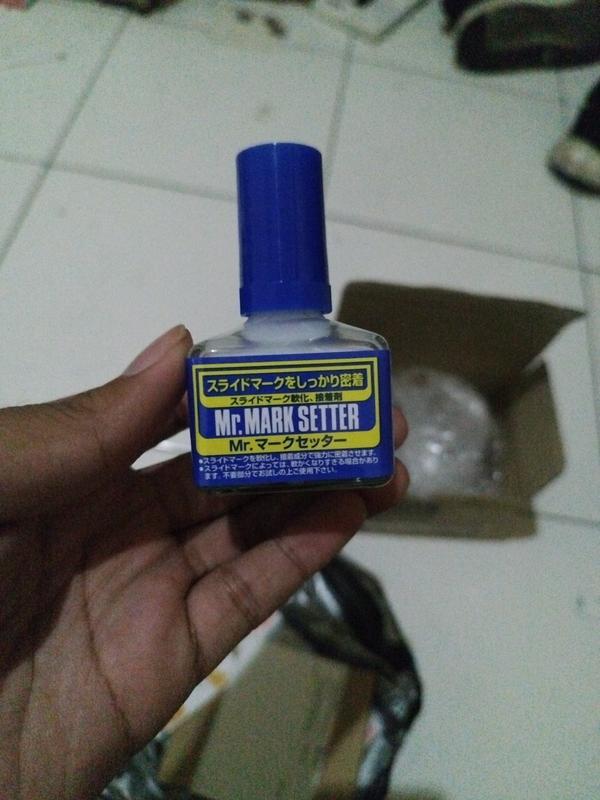 スライドマークをしっかり密着
スライドマーク軟化、接着剤
Mr. MARK SETTER
Mr. マークセッター
●スライドマークを軟化し、接着成分で強力に密着させます。
●スライドマークによっては、軟かくなりすぎる場合があり
ます。不要部分でお試しの上ご使用下さい。